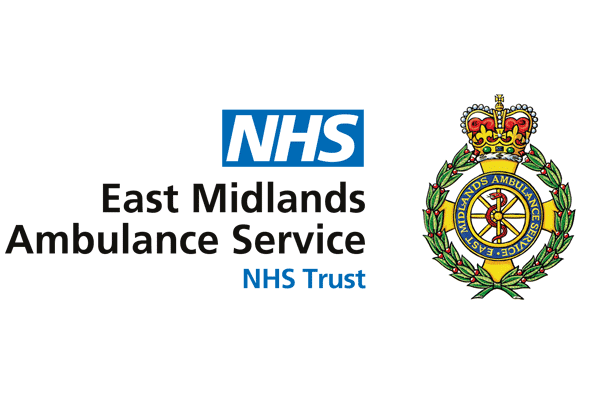 NHS
East Midlands
Ambulance Service
NHS Trust
EAST MIDLANDS AMBULANCE SERVICE